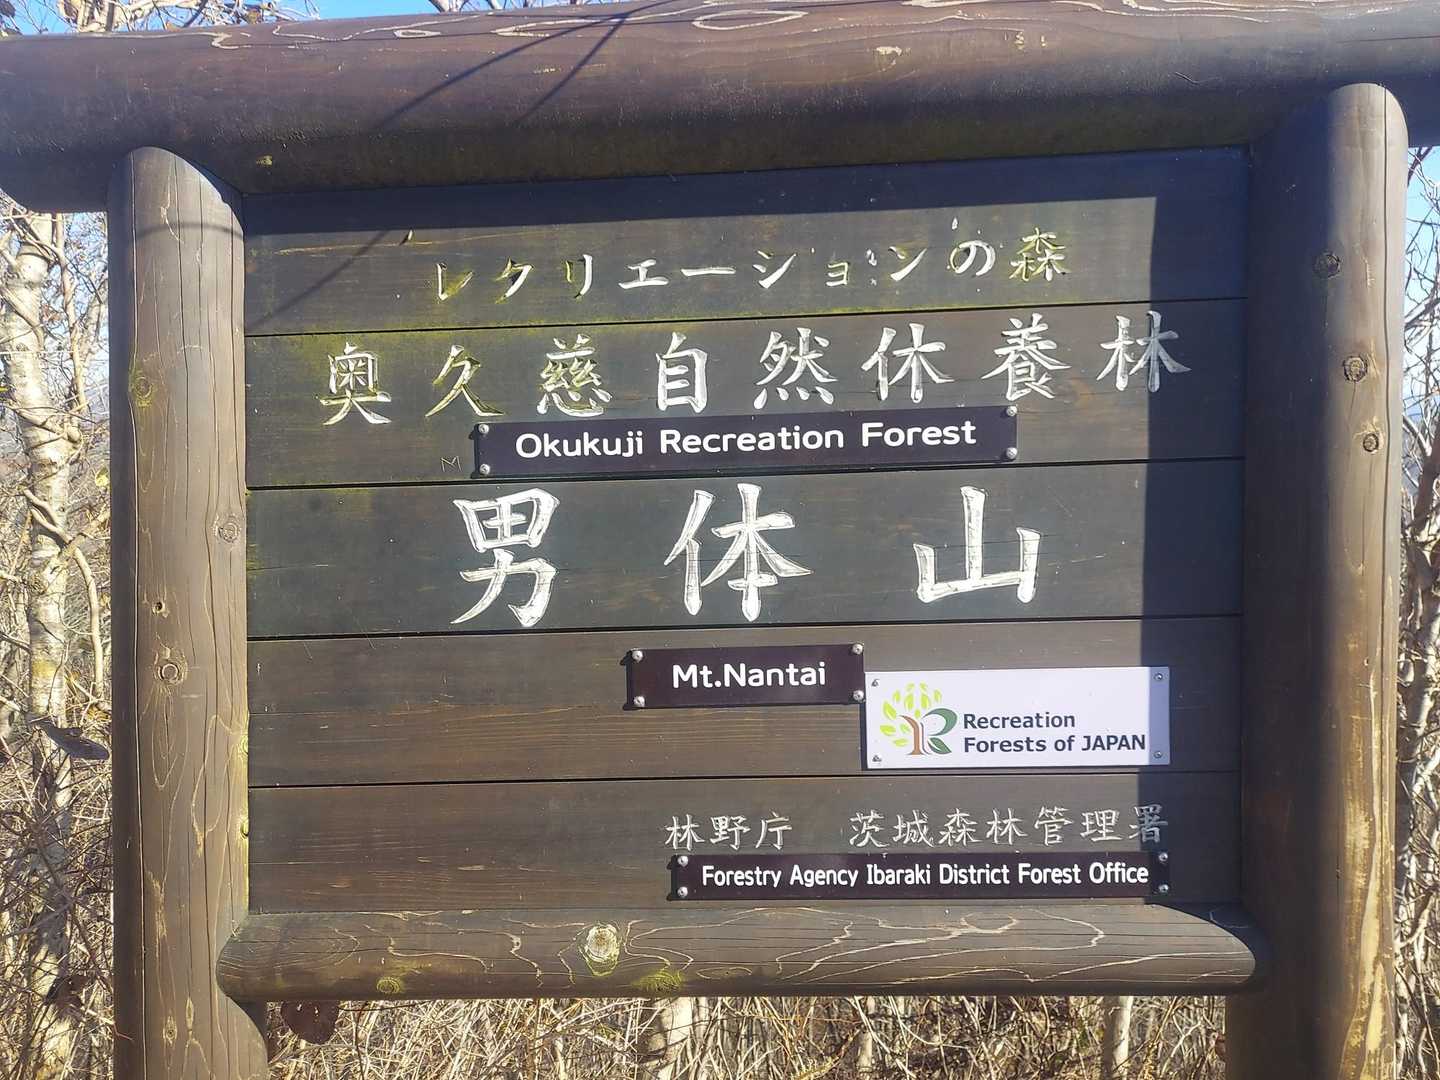 レクリエーションの森
奥久慈自然休養林
Okukuji Recreation Forest
男体山
Mt.Nantai
Recreation
Forests of JAPAN
林野庁 茨城森林管理署
Forestry Agency Ibaraki District Forest Office